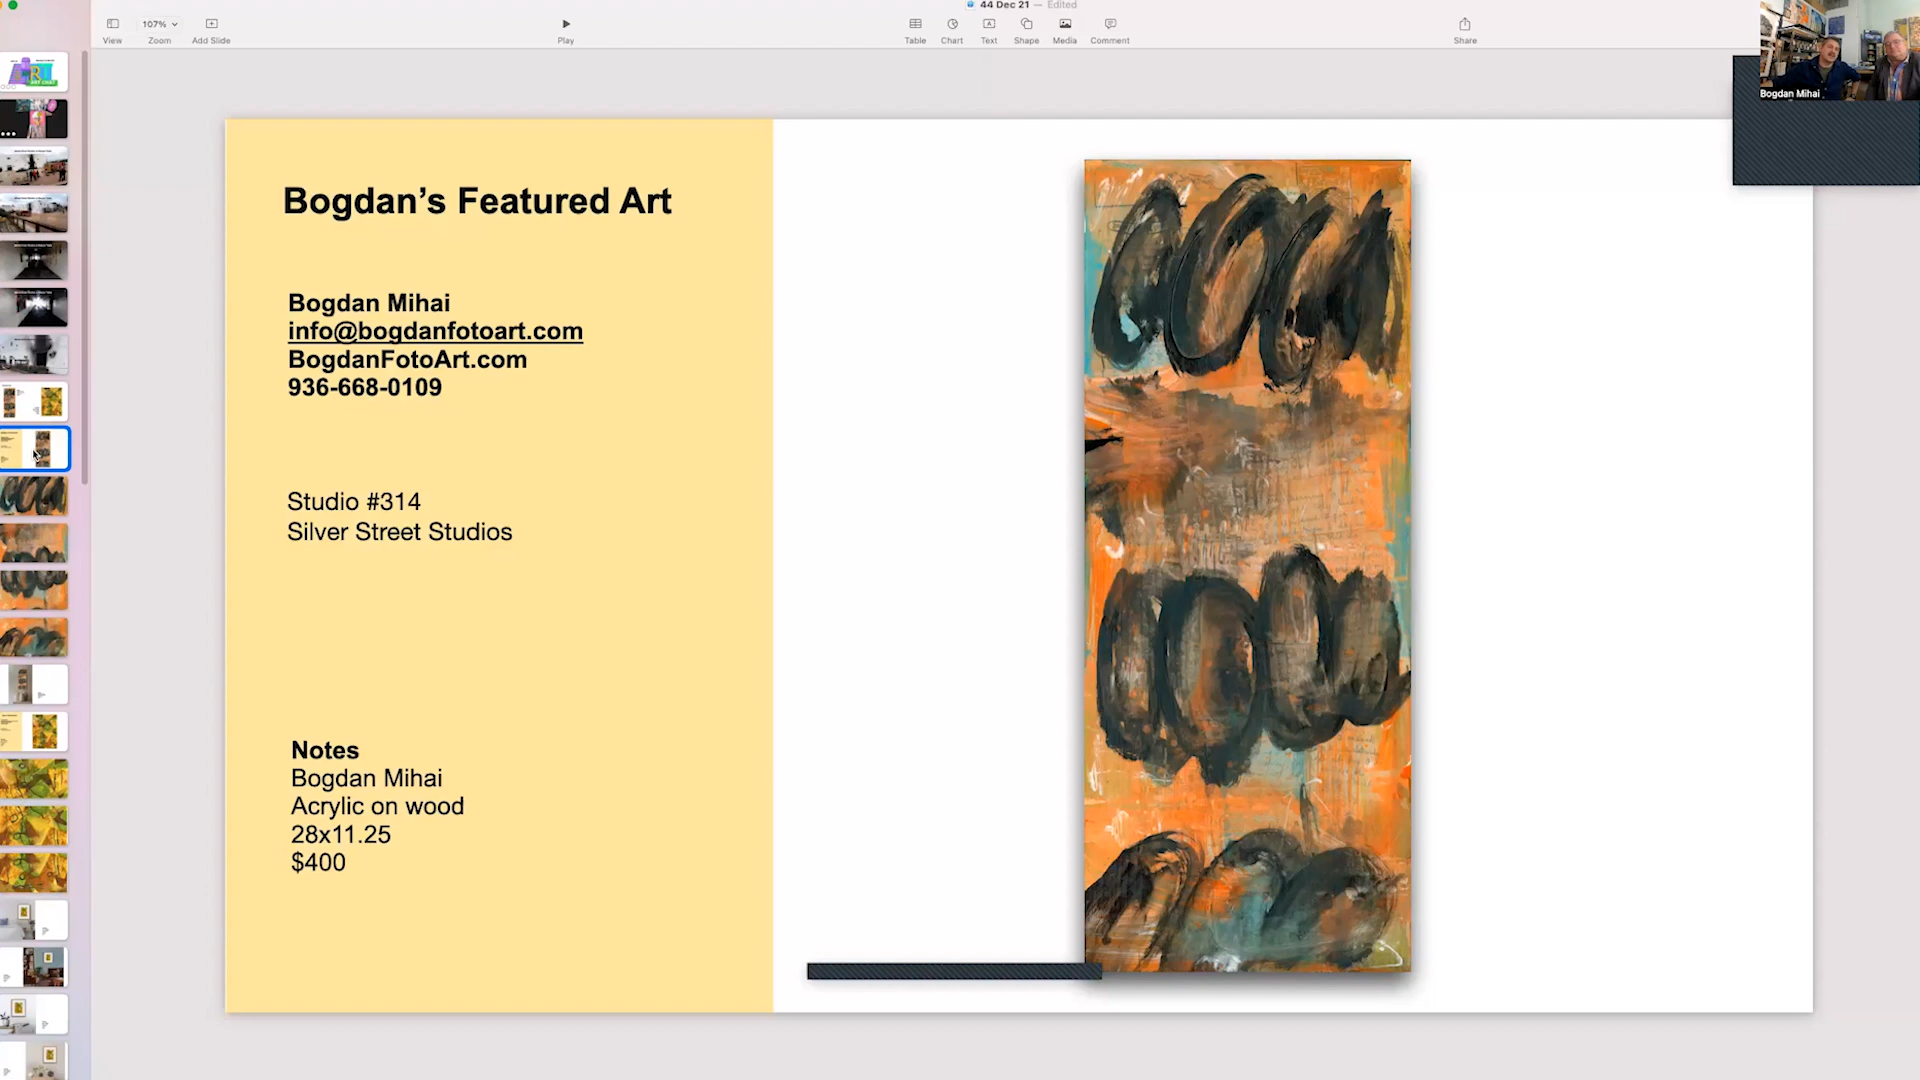 44 Dec 21 — Edited
View
107%
Zoom
Add Slide
Play
Table
Chart
Text
Shape
Media
Comment
Share
Bogdan Mihai
Bogdan’s Featured Art
Bogdan Mihai
info@bogdanfotoart.com
BogdanFotoArt.com
936-668-0109
Studio #314
Silver Street Studios
Notes
Bogdan Mihai
Acrylic on wood
28x11.25
$400